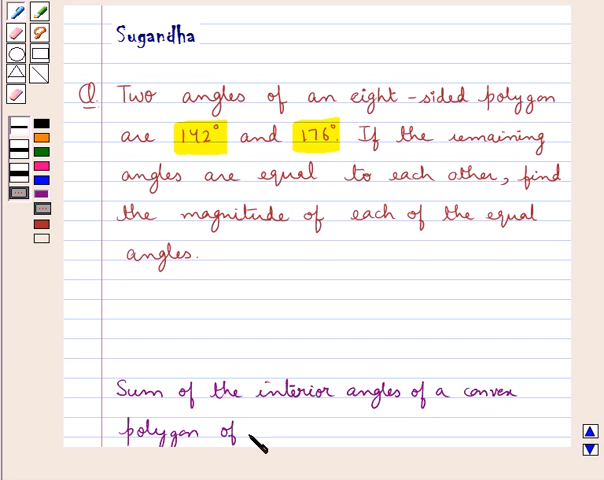 Sugandha
Q. Two angles of an eight-sided polygon
are 142° and 176°. If the remaining
angles are equal to each other, find
the magnitude of each of the equal
angles.
Sum of the interior angles of a convex
polygon of